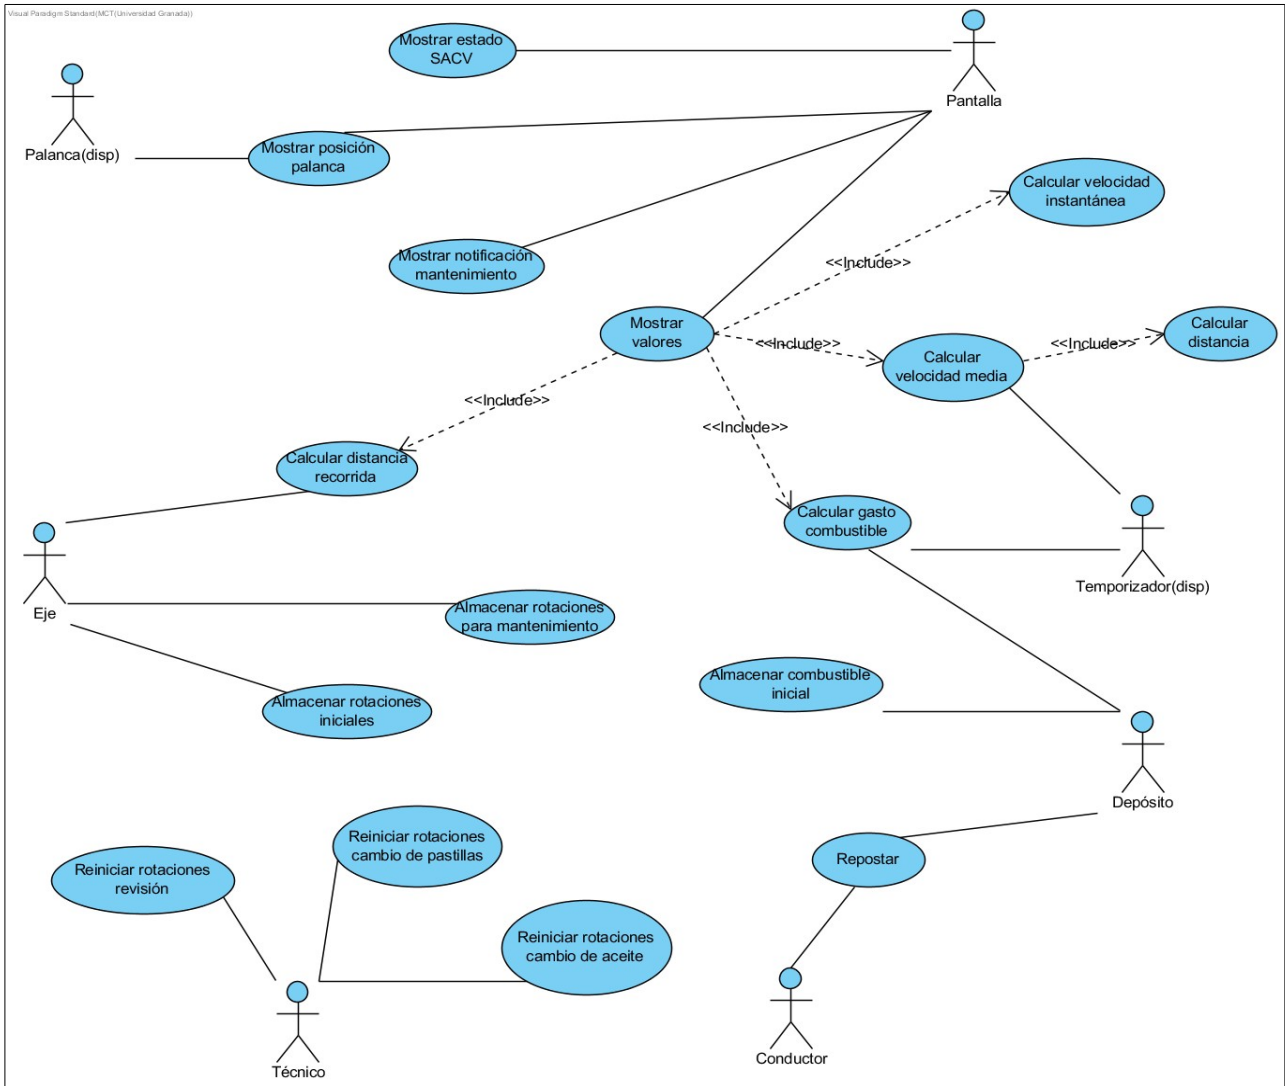 Visual Paradigm Standard(MCT(Universidad Granada))
Mostrar estado
SACV
Pantalla
Palanca(disp)
Mostrar posición
palanca
Calcular velocidad
instantánea
Mostrar notificación
mantenimiento
<<Include>>
Mostrar
valores
<<Include>>
Calcular
velocidad media
<<Include>>
Calcular
distancia
<<Include>>
<<Include>>
Calcular distancia
recorrida
Calcular gasto
combustible
Temporizador(disp)
Eje
Almacenar rotaciones
para mantenimiento
Almacenar combustible
inicial
Almacenar rotaciones
iniciales
Depósito
Reiniciar rotaciones
cambio de pastillas
Repostar
Reiniciar rotaciones
revisión
Reiniciar rotaciones
cambio de aceite
Técnico
Conductor